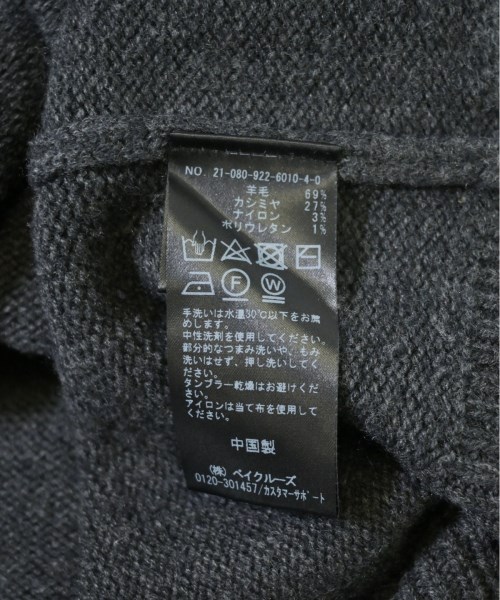 NO. 21-080-922-6010-4-0
羊毛 69%
カシミヤ 27%
ナイロン 3%
ポリウレタン 1%
F W
手洗いは水温30℃以下をお薦
めします。
中性洗剤を使用してください。
部分的なつまみ洗いや、もみ
洗いはせず、押し洗いしてく
ださい。
タンブラー乾燥はお避けくだ
さい。
アイロンは当て布を使用して
ください。
中国製
(株) ベイクルーズ
0120-301457/カスタマーサポート